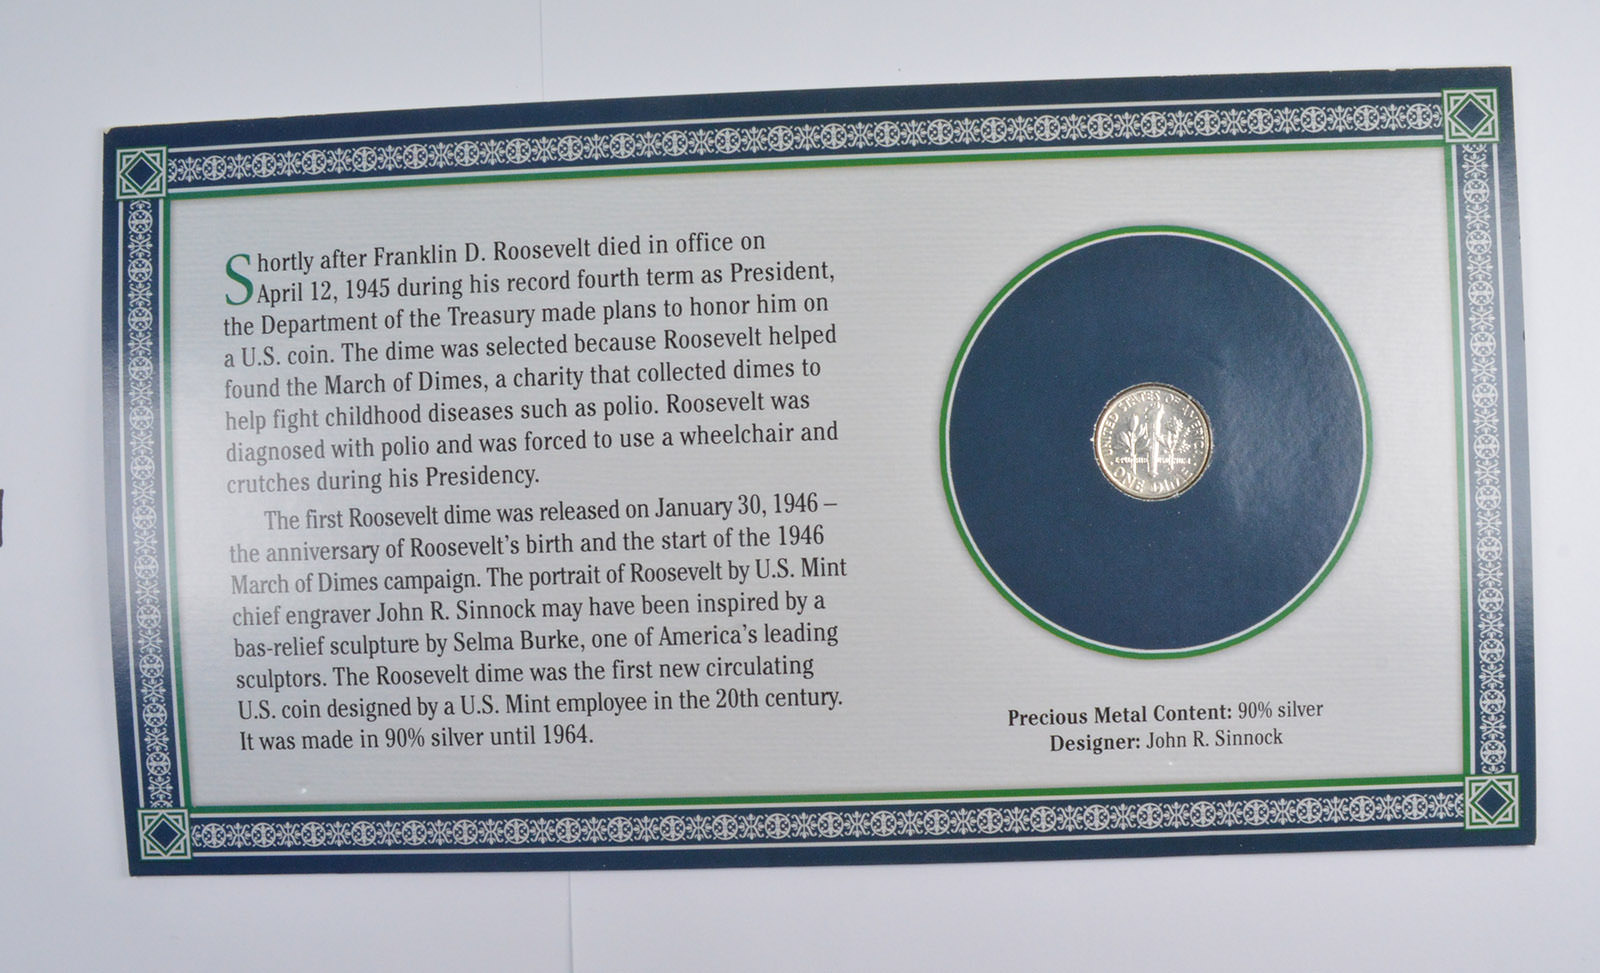 Shortly after Franklin D. Roosevelt died in office on
April 12, 1945 during his record fourth term as President,
the Department of the Treasury made plans to honor him on
a U.S. coin. The dime was selected because Roosevelt helped
found the March of Dimes, a charity that collected dimes to
help fight childhood diseases such as polio. Roosevelt was
diagnosed with polio and was forced to use a wheelchair and
crutches during his Presidency.
The first Roosevelt dime was released on January 30, 1946 –
the anniversary of Roosevelt's birth and the start of the 1946
March of Dimes campaign. The portrait of Roosevelt by U.S. Mint
chief engraver John R. Sinnock may have been inspired by a
bas-relief sculpture by Selma Burke, one of America's leading
sculptors. The Roosevelt dime was the first new circulating
U.S. coin designed by a U.S. Mint employee in the 20th century.
It was made in 90% silver until 1964.
UNITED STATES OF AMERICA
ONE DIME
Precious Metal Content: 90% silver
Designer: John R. Sinnock